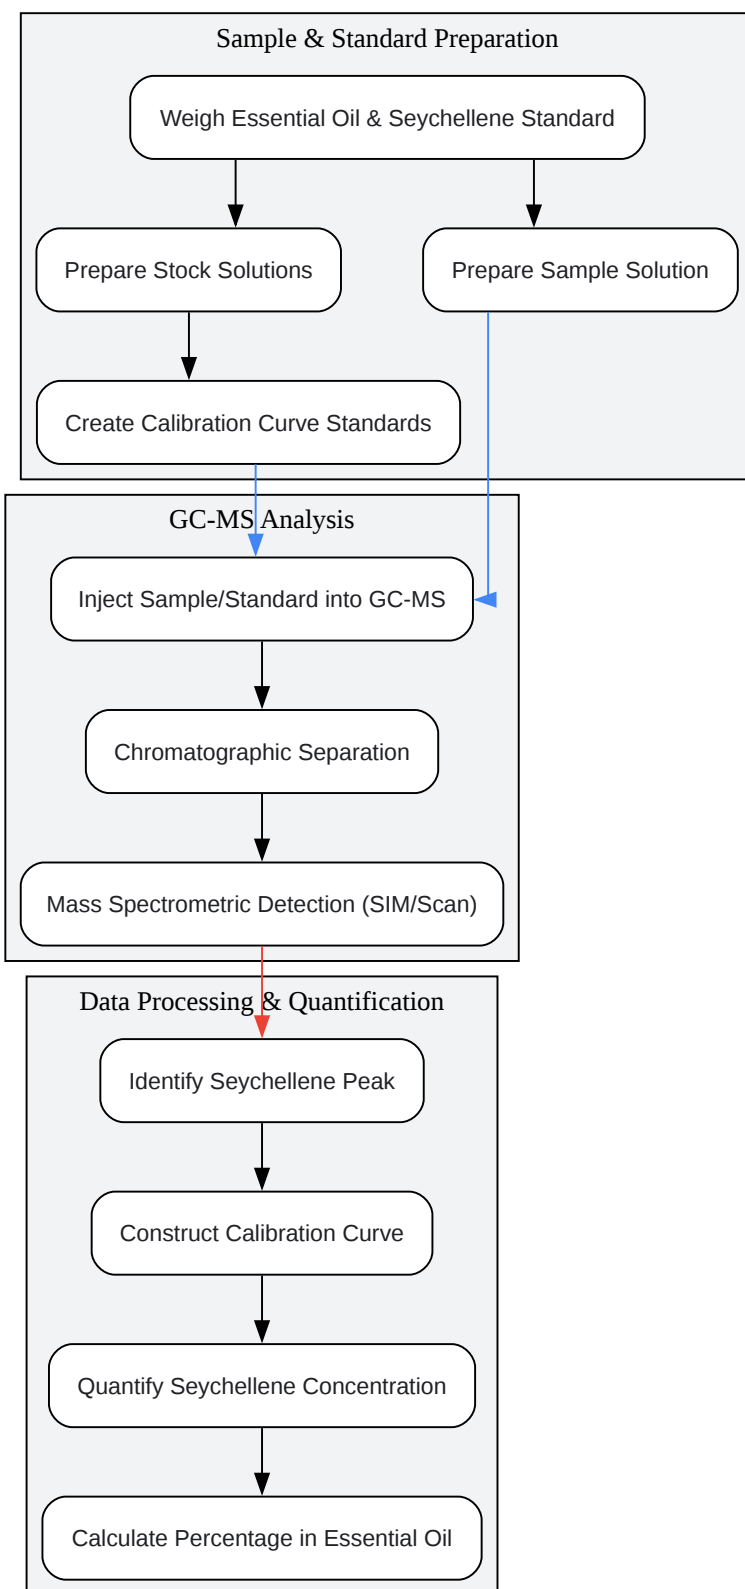 Sample & Standard Preparation
Weigh Essential Oil & Seychellene Standard
Prepare Stock Solutions
Prepare Sample Solution
Create Calibration Curve Standards
GC-MS Analysis
Inject Sample/Standard into GC-MS
Chromatographic Separation
Mass Spectrometric Detection (SIM/Scan)
Data Processing & Quantification
Identify Seychellene Peak
Construct Calibration Curve
Quantify Seychellene Concentration
Calculate Percentage in Essential Oil